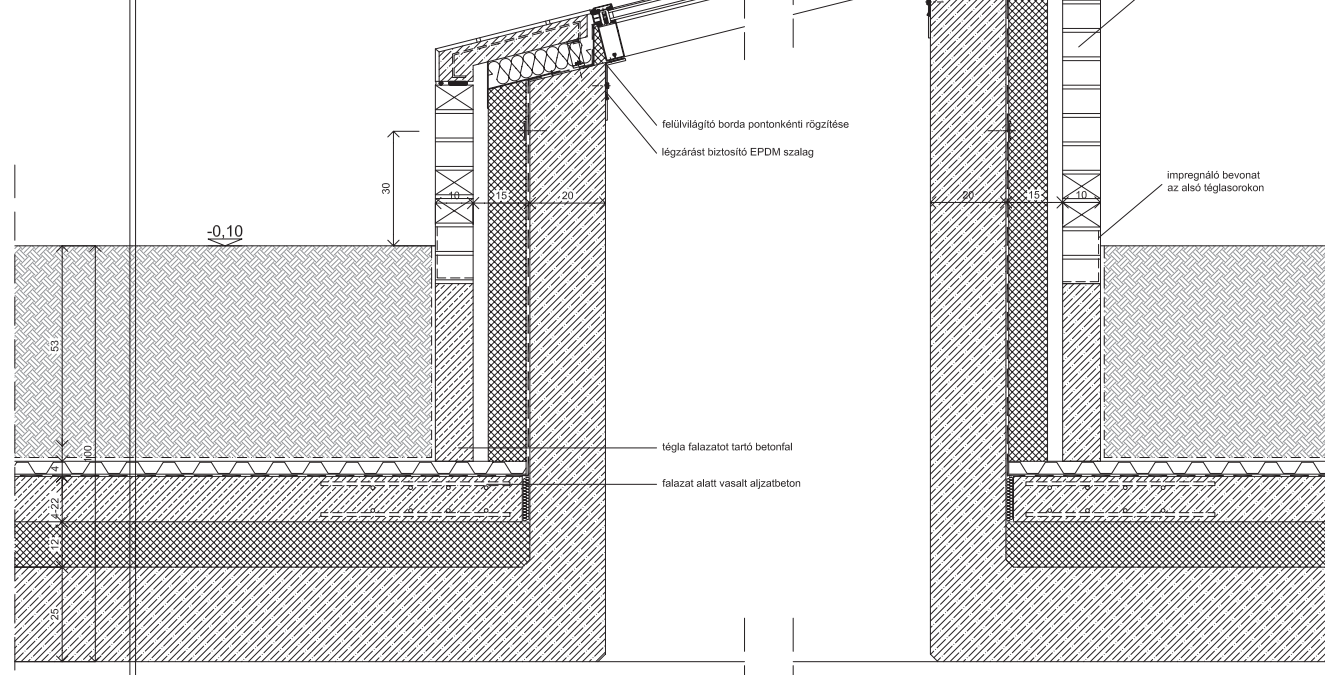 felülvilágító borda pontonkénti rögzítése
légzárást biztosító EPDM szalag
impregnáló bevonat
az alsó téglasorokon
30
10
15
20
20
15
10
-0,10
53
100
4
4-22
12
25
tégla falazatot tartó betonfal
falazat alatt vasalt aljzatbeton